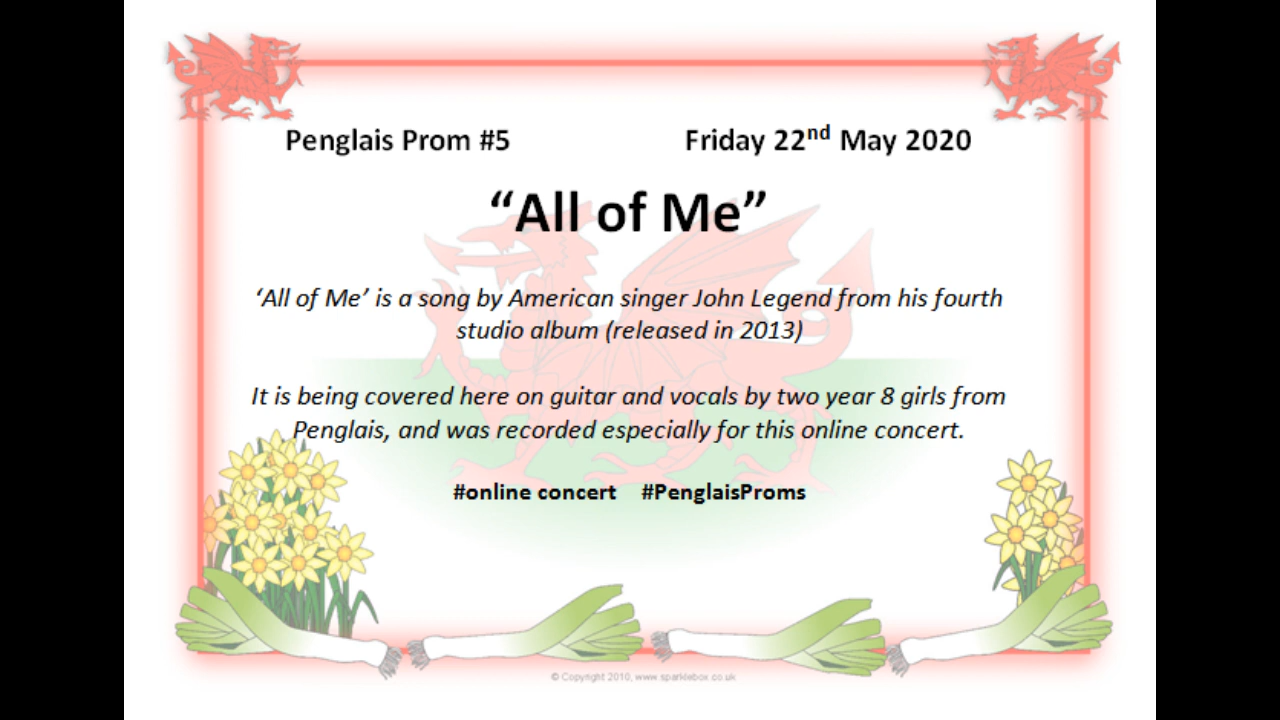 Penglais Prom #5 Friday 22nd May 2020
“All of Me”
‘All of Me’ is a song by American singer John Legend from his fourth
studio album (released in 2013)
It is being covered here on guitar and vocals by two year 8 girls from
Penglais, and was recorded especially for this online concert.
#online concert #PenglaisProms
© Copyright 2010, www.sparklebox.co.uk